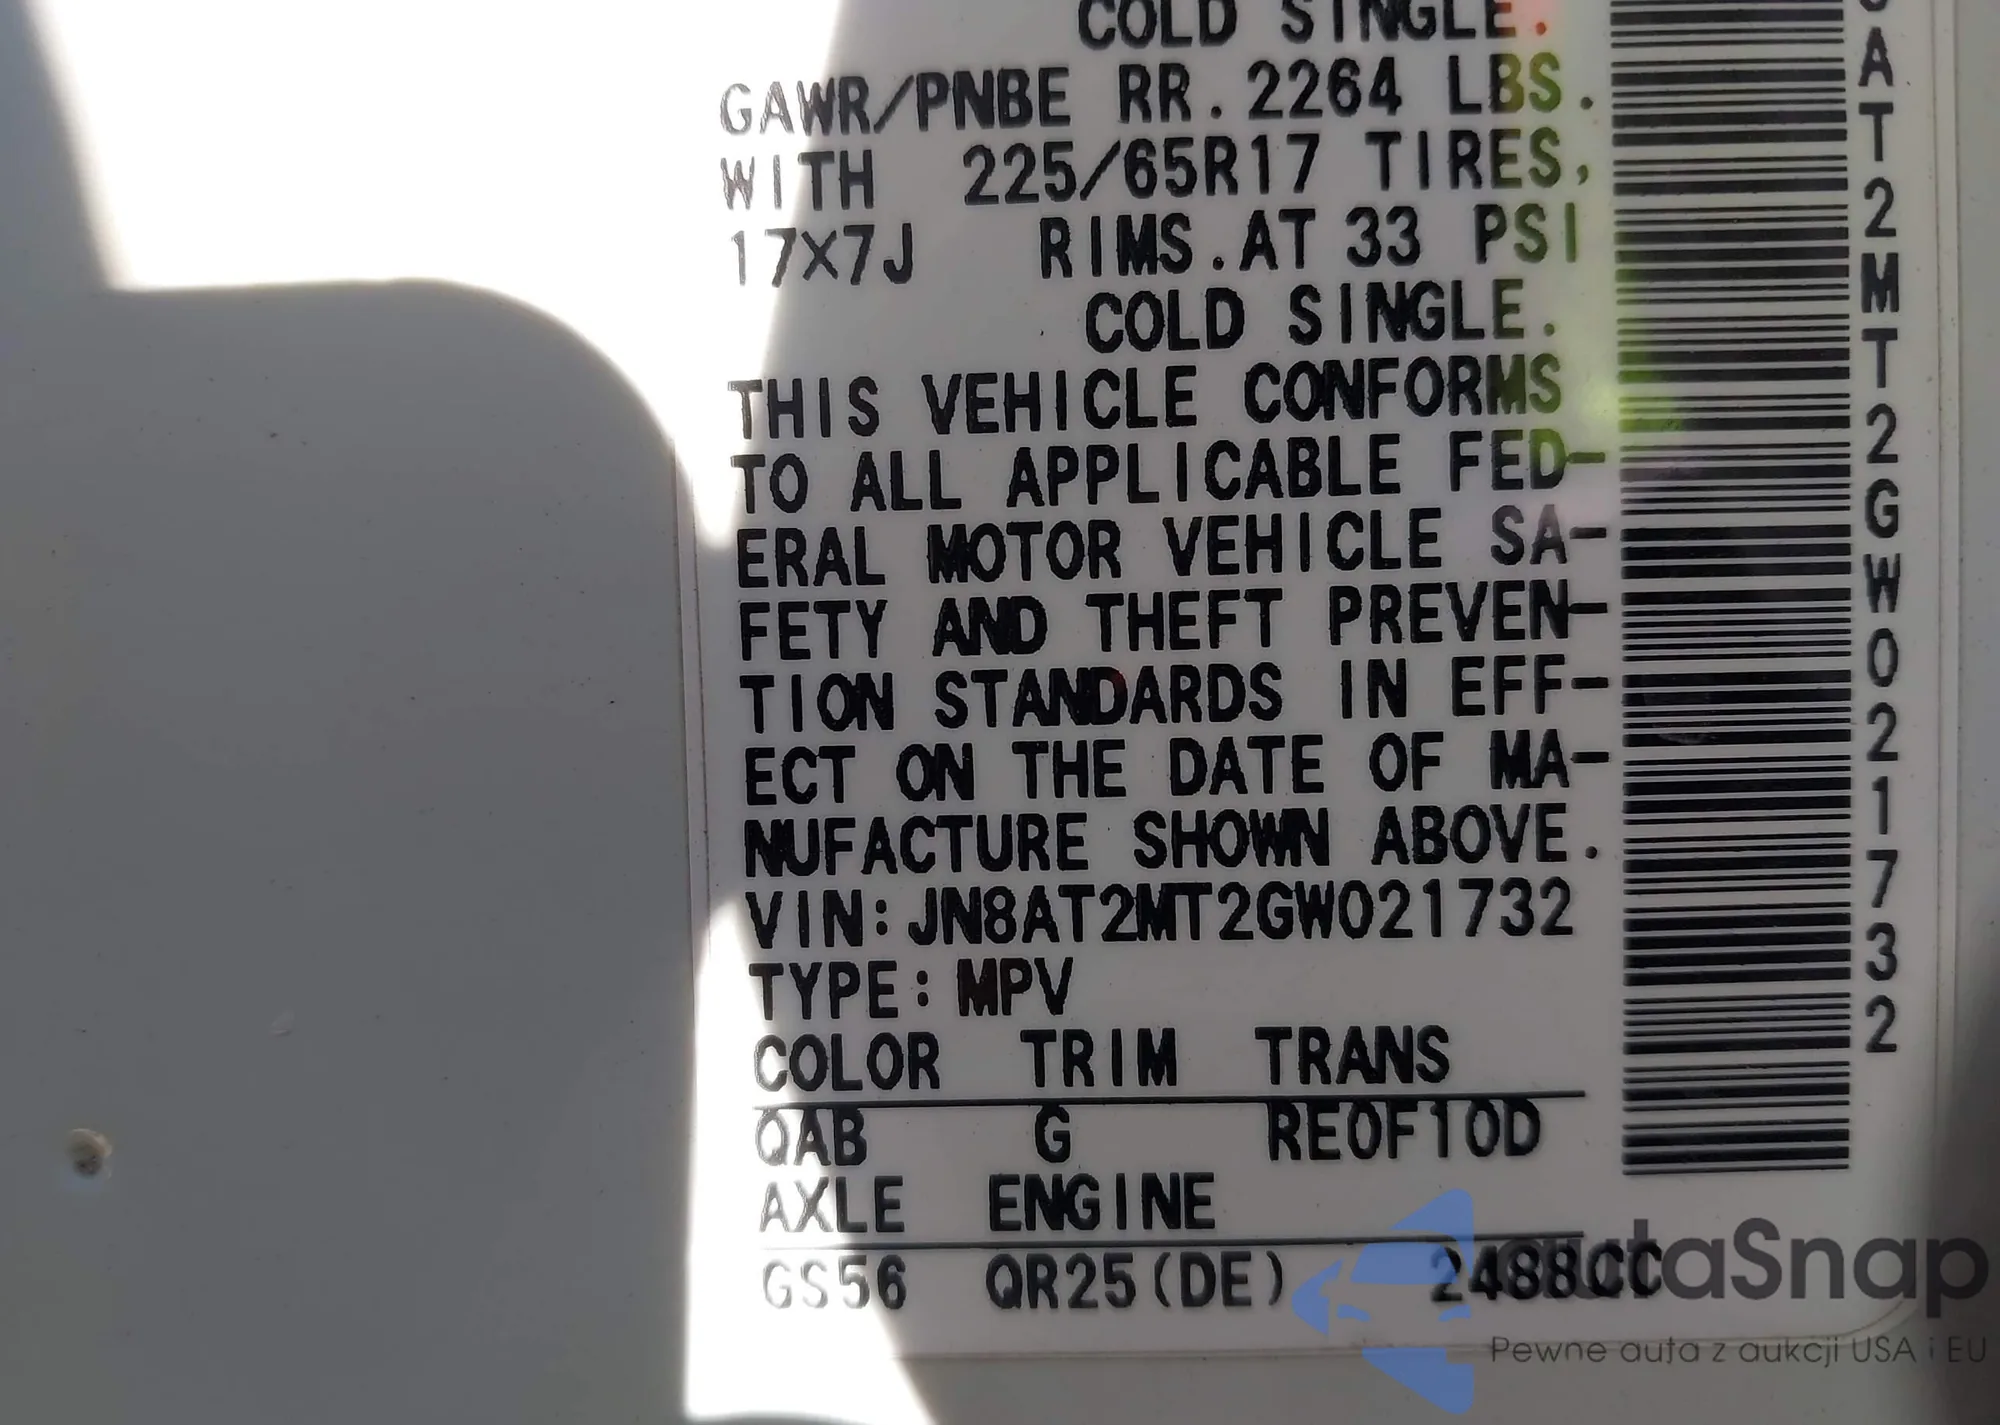 COLD SINGLE.
GAWR/PNBE RR.2264 LBS.
WITH 225/65R17 TIRES,
17X7J RIMS.AT 33 PSI
COLD SINGLE.
THIS VEHICLE CONFORMS
TO ALL APPLICABLE FED-
ERAL MOTOR VEHICLE SA-
FETY AND THEFT PREVEN-
TION STANDARDS IN EFF-
ECT ON THE DATE OF MA-
NUFACTURE SHOWN ABOVE.
VIN:JN8AT2MT2GW021732
TYPE:MPV
COLOR TRIM TRANS
QAB G RE0F10D
AXLE ENGINE
GS56 QR25(DE) 2488CC
AT2MT2GW021732
autaSnap
Pewne auta z aukcji USA i EU